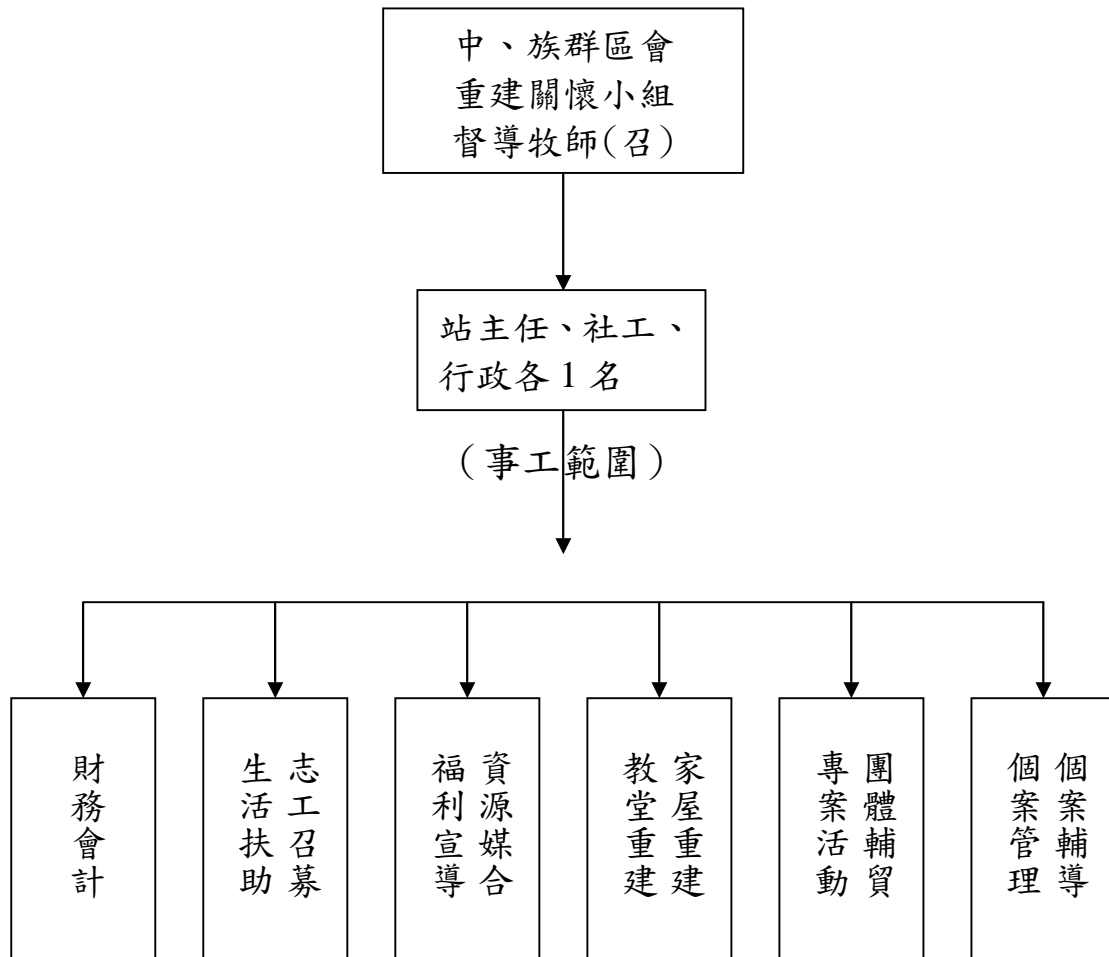 中、族群區會
重建關懷小組
督導牧師(召)
站主任、社工、
行政各1名
(事工範圍)
財務會計
志工召募
生活扶助
資源媒合
福利宣導
家屋重建
教堂重建
團體輔貿
專案活動
個案輔導
個案管理